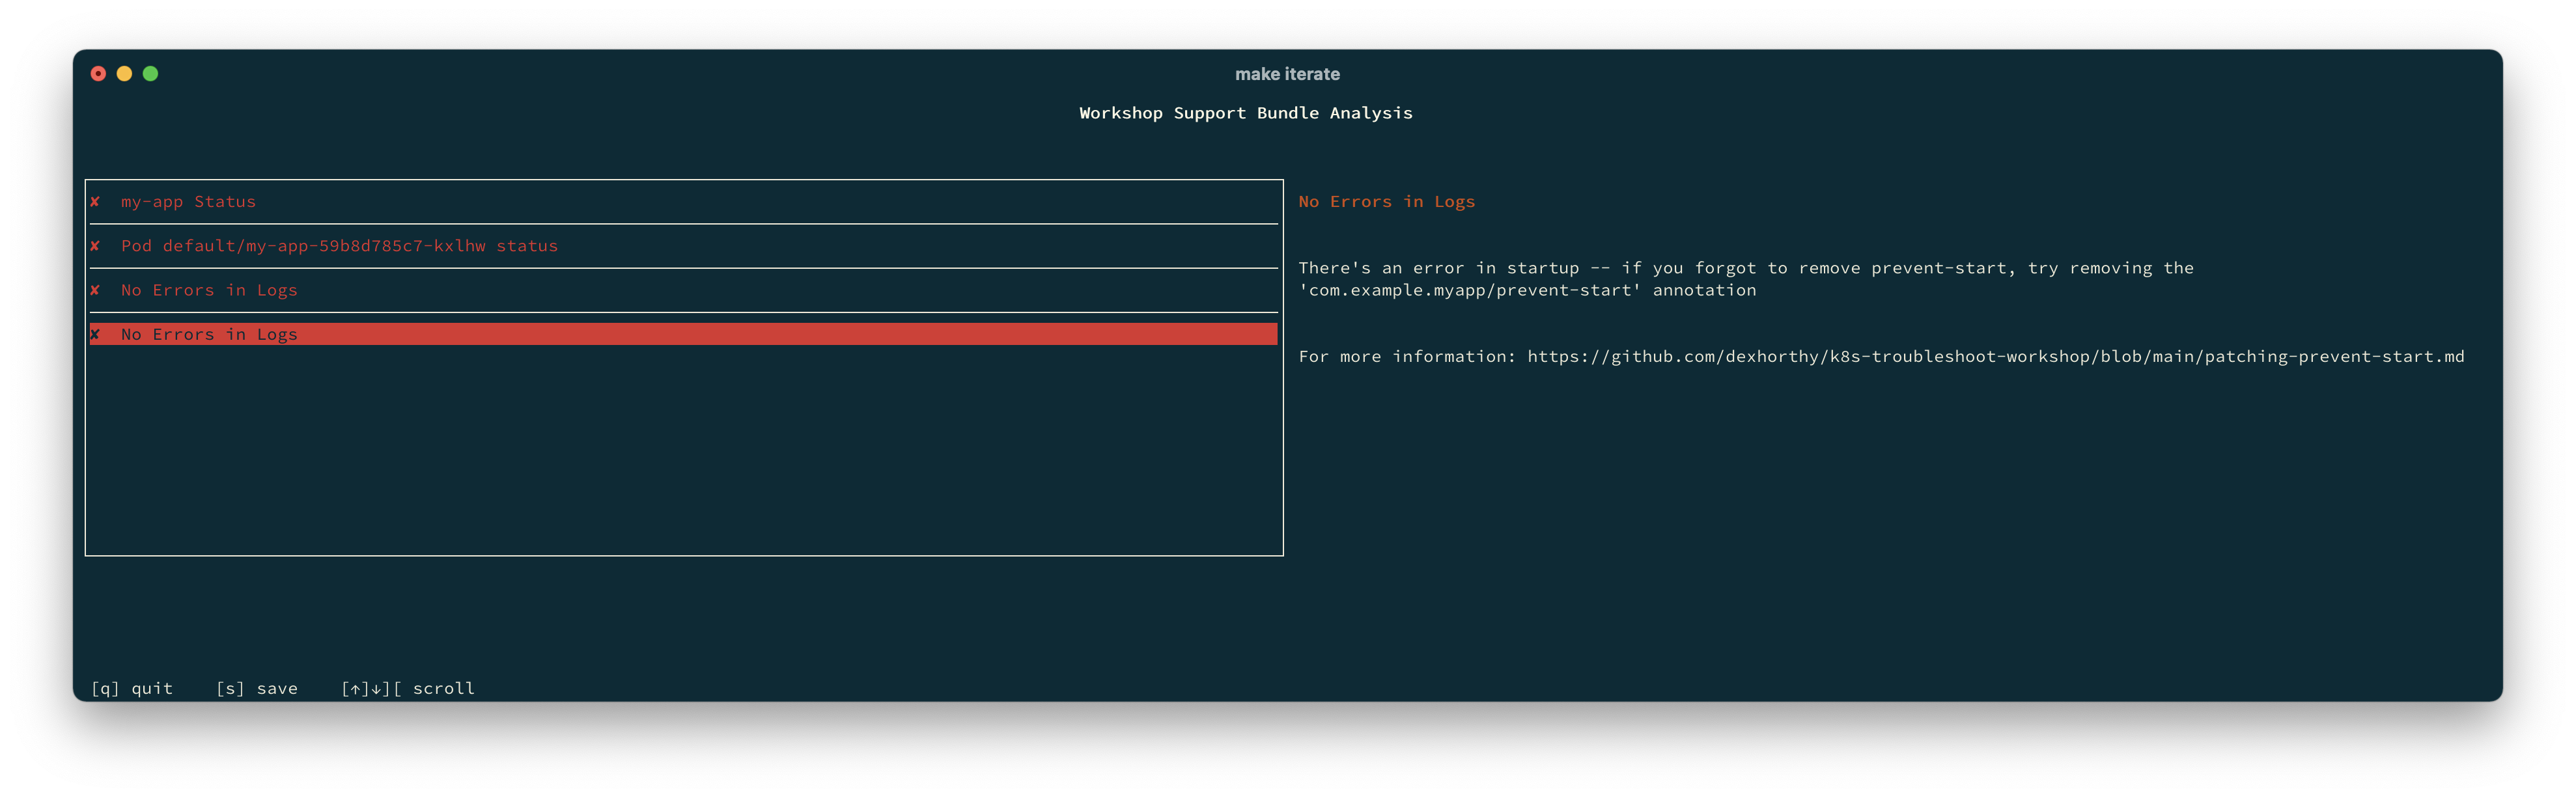 make iterate
Workshop Support Bundle Analysis
✘ my-app Status
✘ Pod default/my-app-59b8d785c7-kxlhw status
✘ No Errors in Logs
✘ No Errors in Logs
No Errors in Logs
There's an error in startup -- if you forgot to remove prevent-start, try removing the
'com.example.myapp/prevent-start' annotation
For more information: https://github.com/dexhorthy/k8s-troubleshoot-workshop/blob/main/patching-prevent-start.md
[q] quit [s] save [↑]↓][ scroll